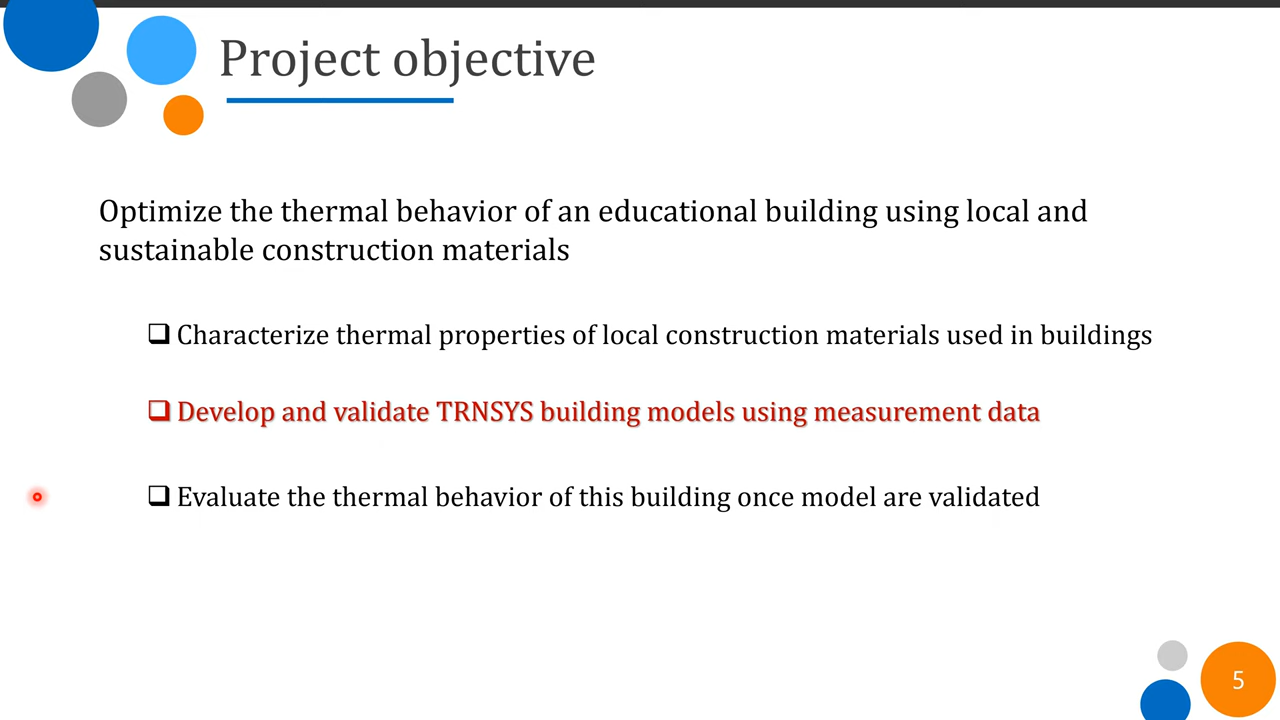 Project objective
Optimize the thermal behavior of an educational building using local and
sustainable construction materials
Characterize thermal properties of local construction materials used in buildings
Develop and validate TRNSYS building models using measurement data
Evaluate the thermal behavior of this building once model are validated
5